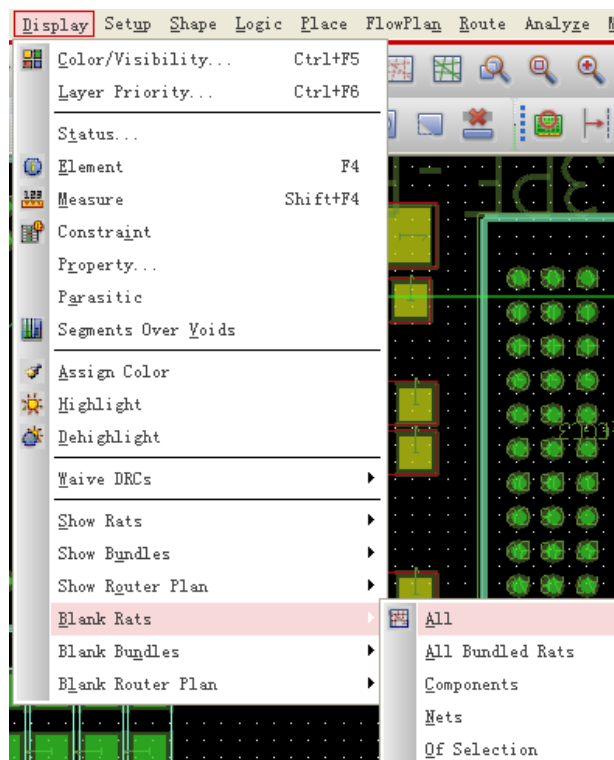 Display Setup Shape Logic Place FlowPlan Route Analyze
Color/Visibility... Ctrl+F5
Layer Priority... Ctrl+F6
Status...
Element F4
Measure Shift+F4
Constraint
Property...
Parasitic
Segments Over Voids
Assign Color
Highlight
Dehighlight
Waive DRCs
Show Rats
Show Bundles
Show Router Plan
Blank Rats
Blank Bundles
Blank Router Plan
All
All Bundled Rats
Components
Nets
Of Selection